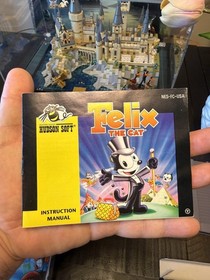 NES-FC-USA
HUDSON SOFT
Felix
THE CAT
INSTRUCTION
MANUAL